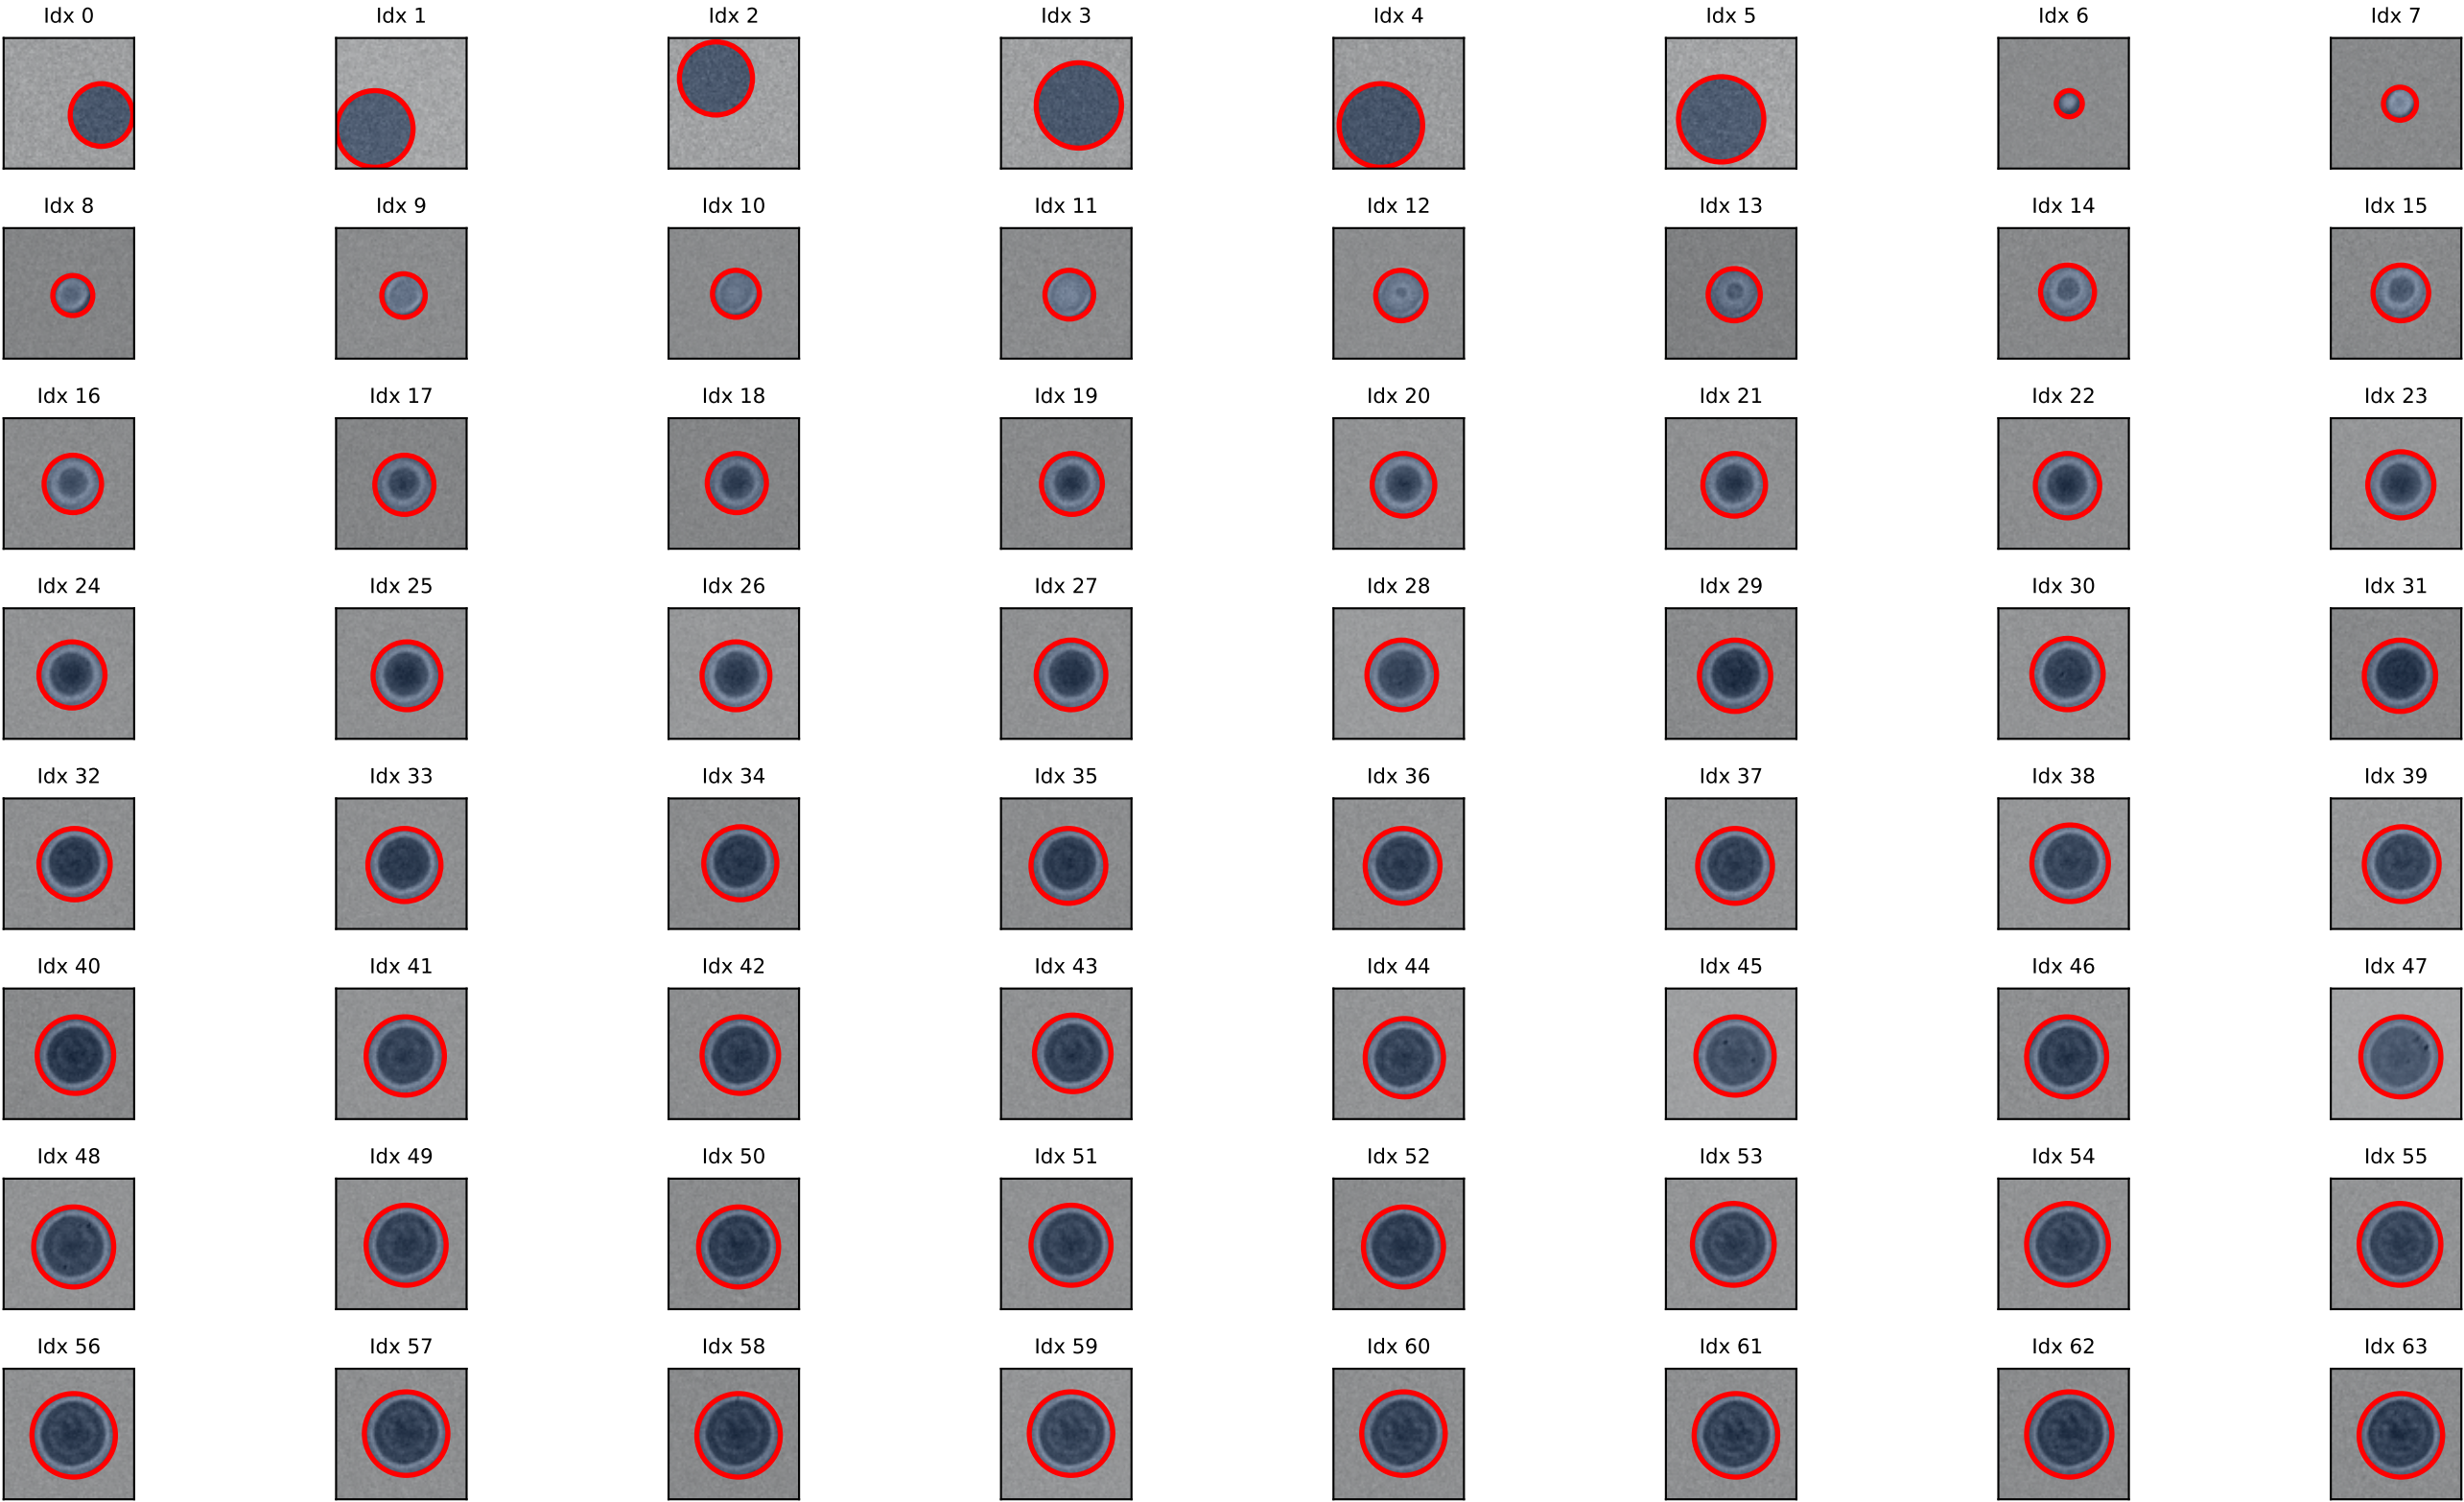 Idx 0 Idx 1 Idx 2 Idx 3 Idx 4 Idx 5 Idx 6 Idx 7
Idx 8 Idx 9 Idx 10 Idx 11 Idx 12 Idx 13 Idx 14 Idx 15
Idx 16 Idx 17 Idx 18 Idx 19 Idx 20 Idx 21 Idx 22 Idx 23
Idx 24 Idx 25 Idx 26 Idx 27 Idx 28 Idx 29 Idx 30 Idx 31
Idx 32 Idx 33 Idx 34 Idx 35 Idx 36 Idx 37 Idx 38 Idx 39
Idx 40 Idx 41 Idx 42 Idx 43 Idx 44 Idx 45 Idx 46 Idx 47
Idx 48 Idx 49 Idx 50 Idx 51 Idx 52 Idx 53 Idx 54 Idx 55
Idx 56 Idx 57 Idx 58 Idx 59 Idx 60 Idx 61 Idx 62 Idx 63